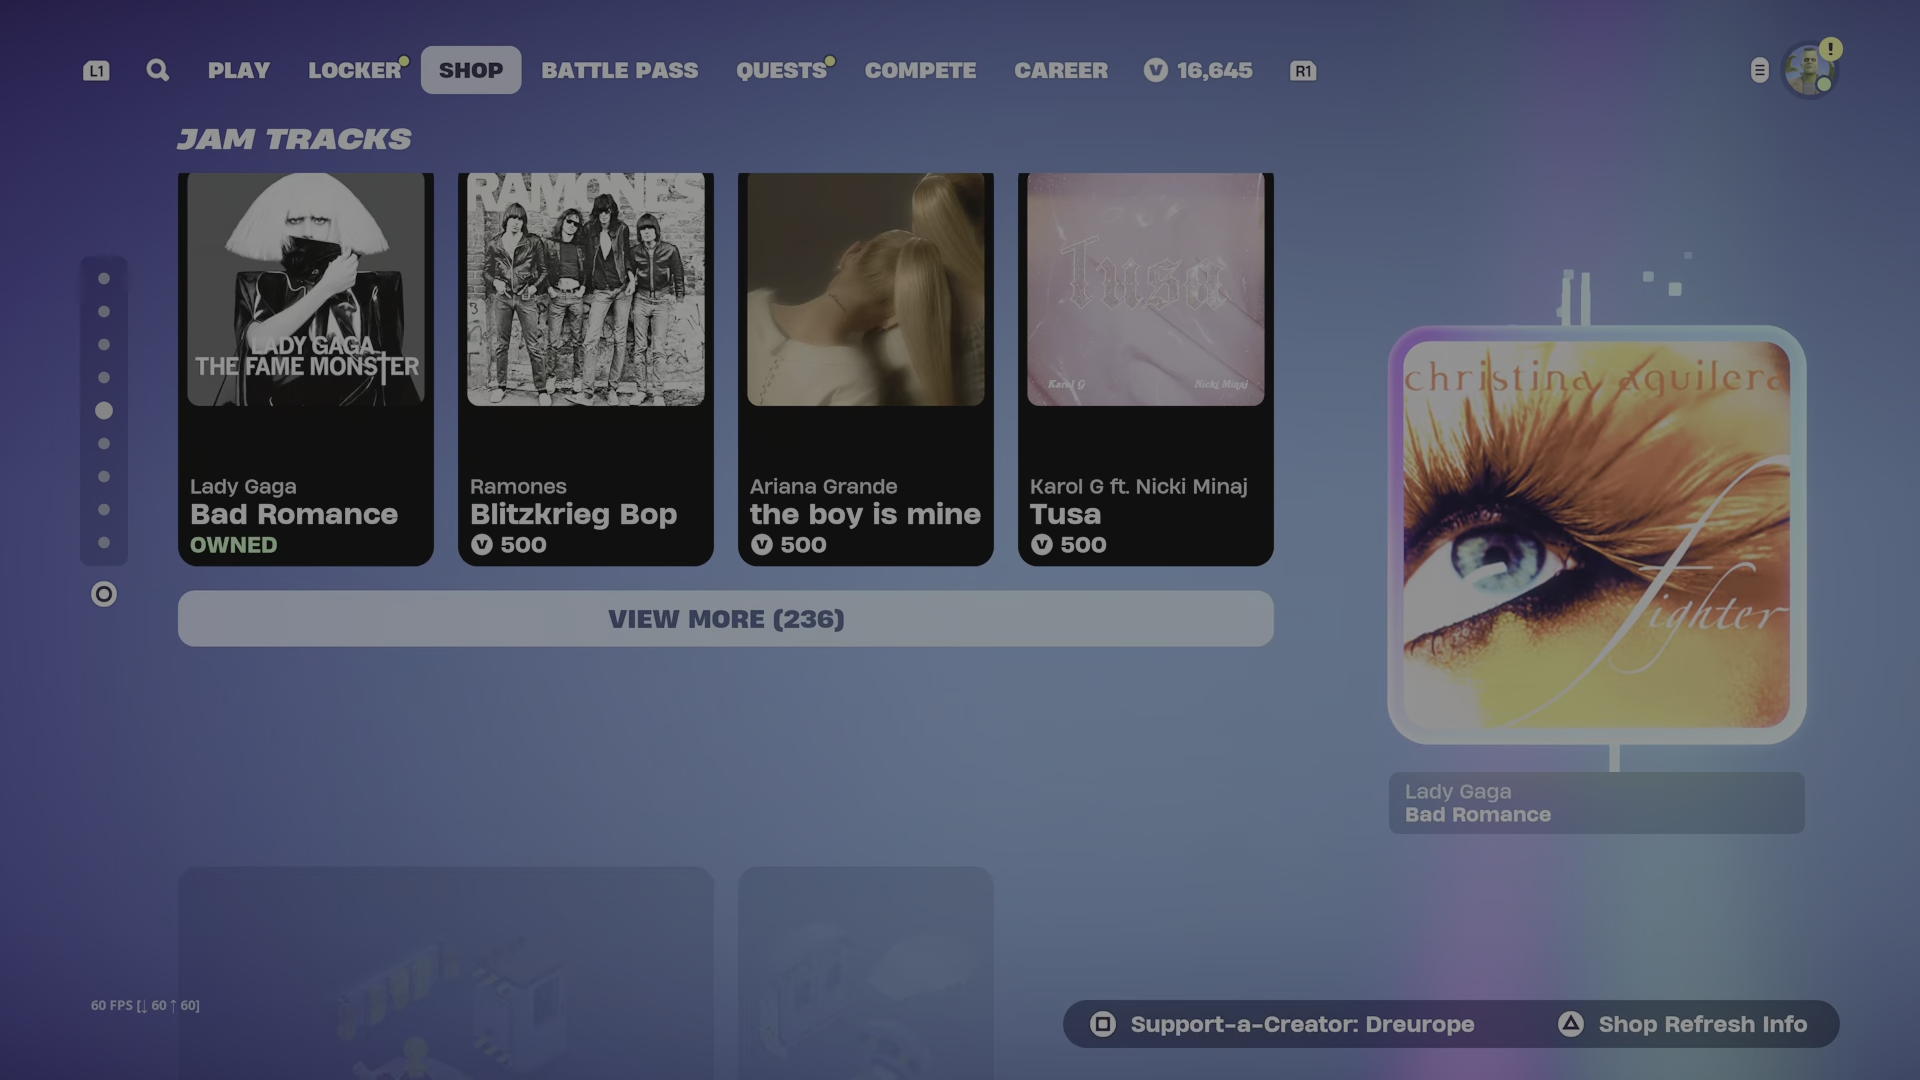 L1
PLAY
LOCKER
SHOP
BATTLE PASS
QUESTS
COMPETE
CAREER
16,645
R1
!
JAM TRACKS
LADY GAGA
THE FAME MONSTER
Lady Gaga
Bad Romance
OWNED
RAMONES
Ramones
Blitzkrieg Bop
500
Ariana Grande
the boy is mine
500
Tusa
Karol G
Nicki Minaj
Karol G ft. Nicki Minaj
Tusa
500
VIEW MORE (236)
christina aguilera
fighter
Lady Gaga
Bad Romance
60 FPS [↓ 60 ↑ 60]
Support-a-Creator: Dreurope
Shop Refresh Info